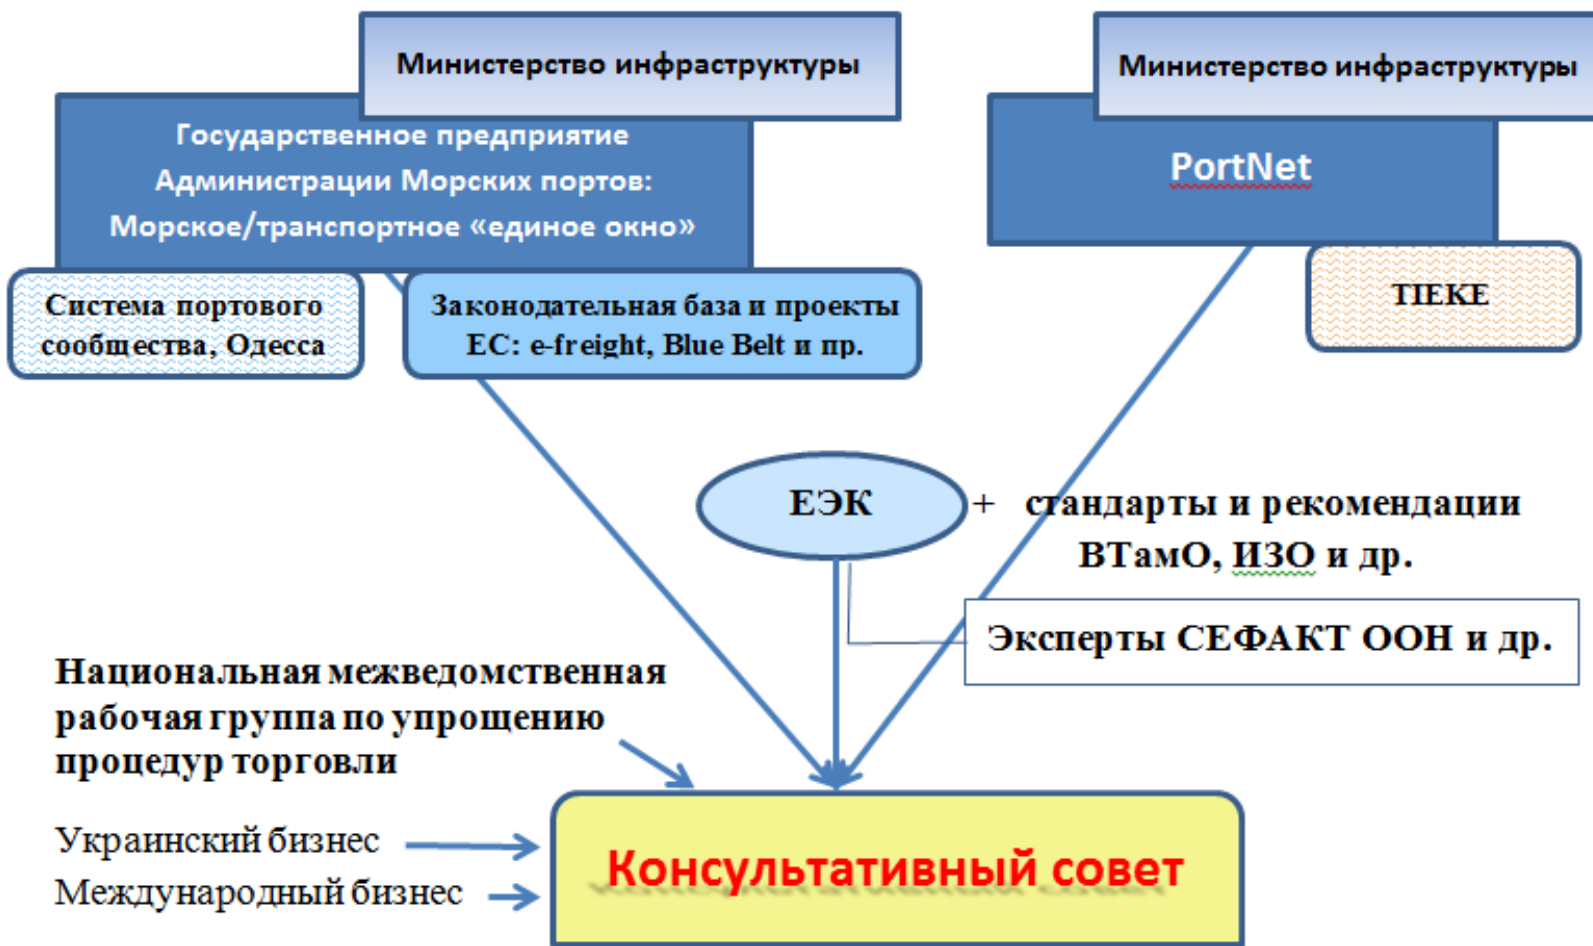 Министерство инфраструктуры
Государственное предприятие
Администрации Морских портов:
Морское/транспортное «единое окно»
Система портового
сообщества, Одесса
Законодательная база и проекты
ЕС: e-freight, Blue Belt и пр.
Министерство инфраструктуры
PortNet
TIEKE
ЕЭК
+ стандарты и рекомендации
ВТамО, ИЗО и др.
Эксперты СЕФАКТ ООН и др.
Национальная межведомственная
рабочая группа по упрощению
процедур торговли
Украинский бизнес
Международный бизнес
Консультативный совет